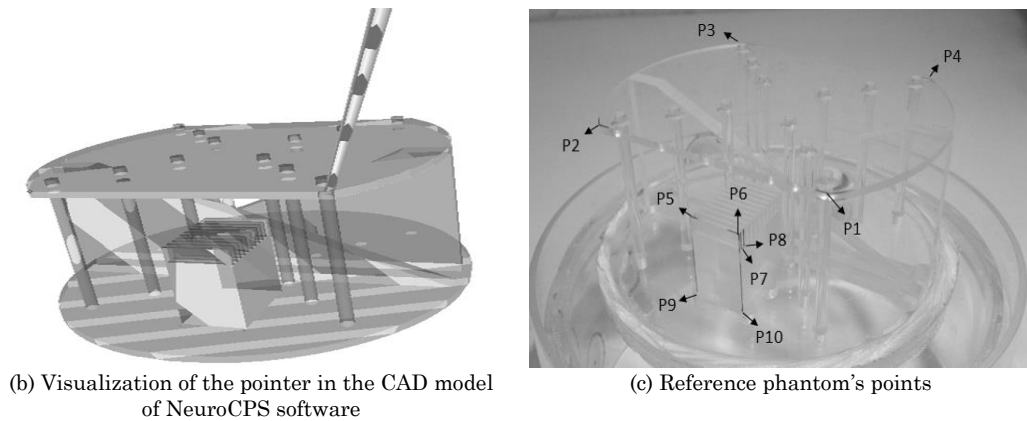 P3
P4
P2
P5
P6
P1
P8
P7
P9
P10
(b) Visualization of the pointer in the CAD model
of NeuroCPS software
(c) Reference phantom's points